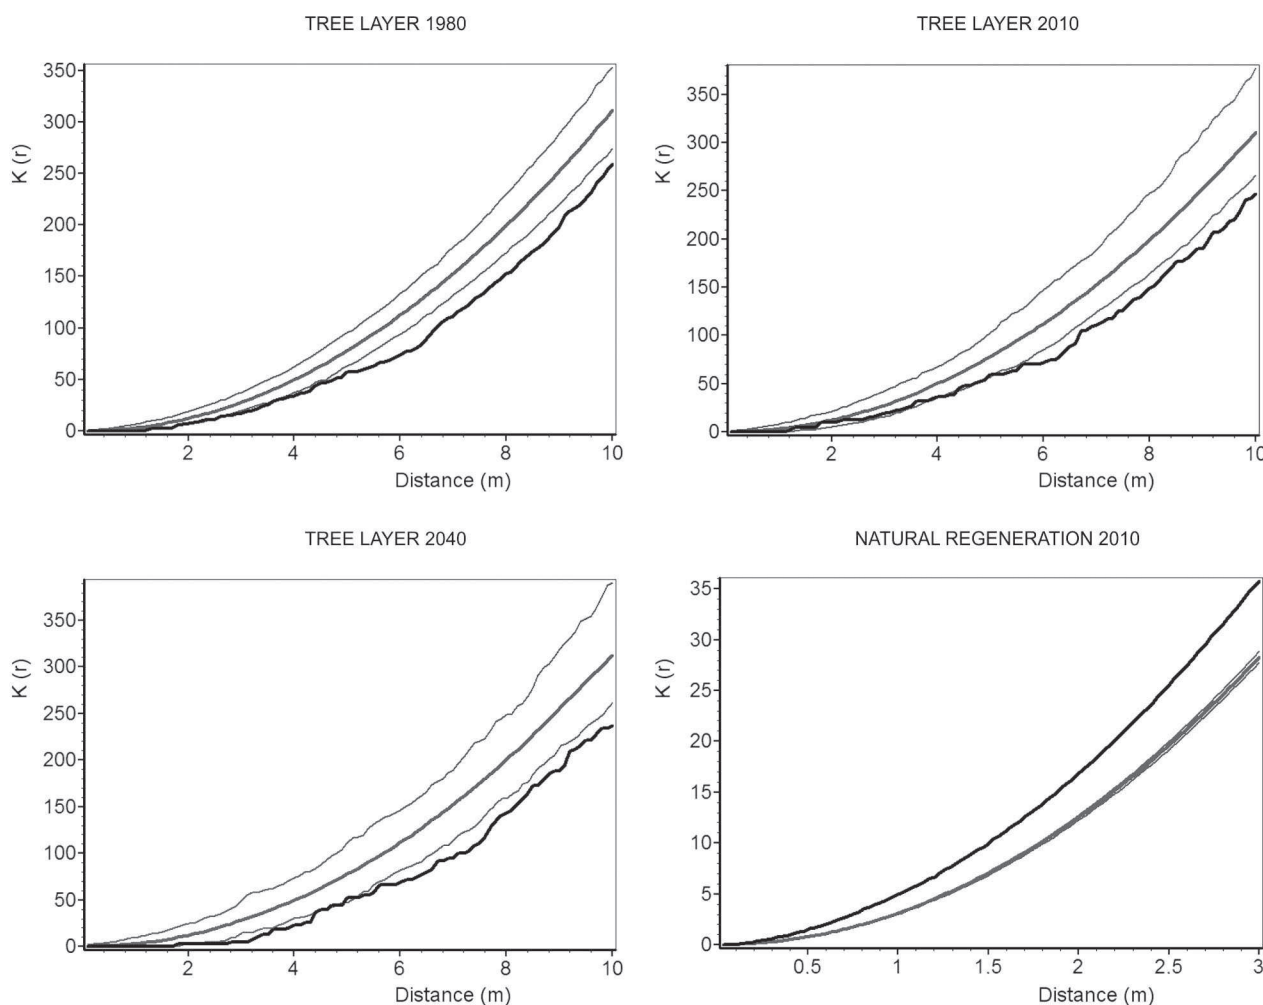 TREE LAYER 1980
K (r)
350
300
250
200
150
100
50
0
2 4 6 8 10
Distance (m)
TREE LAYER 2010
K (r)
350
300
250
200
150
100
50
0
2 4 6 8 10
Distance (m)
TREE LAYER 2040
K (r)
350
300
250
200
150
100
50
0
2 4 6 8 10
Distance (m)
NATURAL REGENERATION 2010
K (r)
35
30
25
20
15
10
5
0
0.5 1 1.5 2 2.5 3
Distance (m)